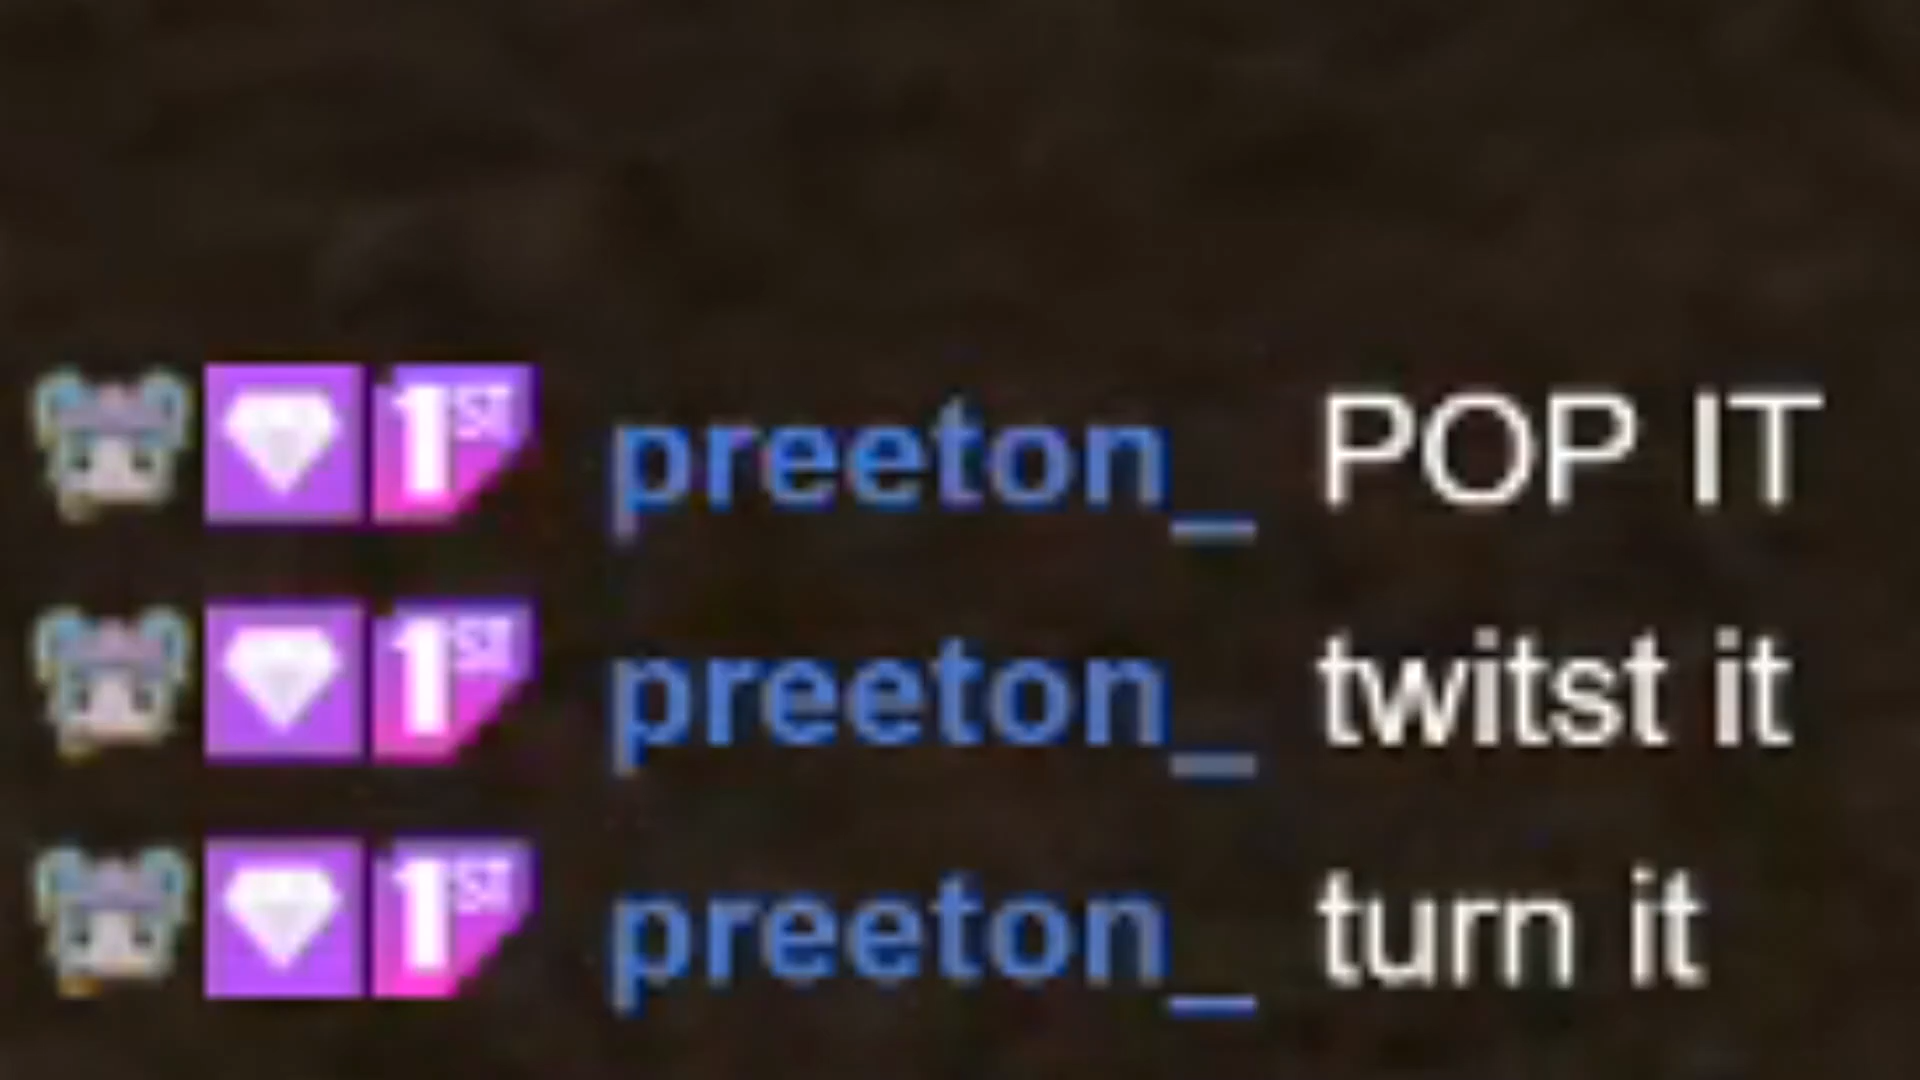 1ST preeton_ POP IT
1ST preeton_ twitst it
1ST preeton_ turn it